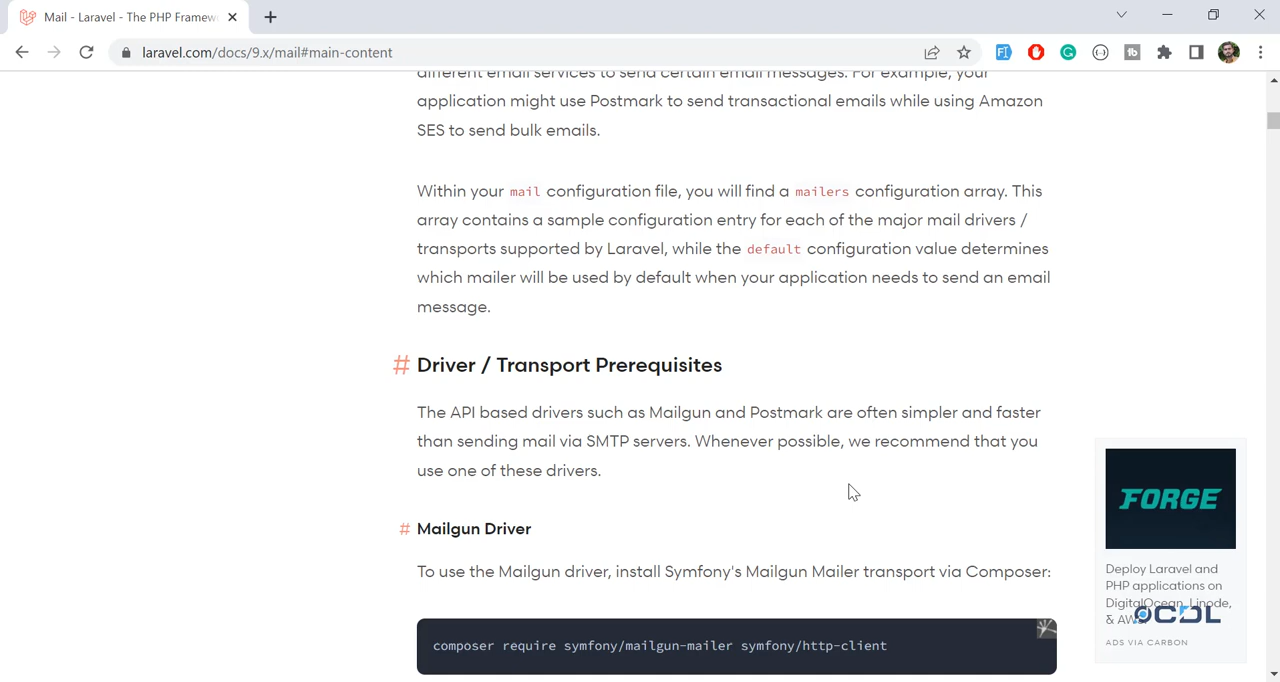 Mail - Laravel - The PHP Framew
laravel.com/docs/9.x/mail#main-content
different email services to send certain email messages. For example, your
application might use Postmark to send transactional emails while using Amazon
SES to send bulk emails.
Within your mail configuration file, you will find a mailers configuration array. This
array contains a sample configuration entry for each of the major mail drivers /
transports supported by Laravel, while the default configuration value determines
which mailer will be used by default when your application needs to send an email
message.
# Driver / Transport Prerequisites
The API based drivers such as Mailgun and Postmark are often simpler and faster
than sending mail via SMTP servers. Whenever possible, we recommend that you
use one of these drivers.
# Mailgun Driver
To use the Mailgun driver, install Symfony's Mailgun Mailer transport via Composer:
composer require symfony/mailgun-mailer symfony/http-client
FORGE
Deploy Laravel and
PHP applications on
DigitalOcean, Linode,
& AWS.
OCDL
ADS VIA CARBON